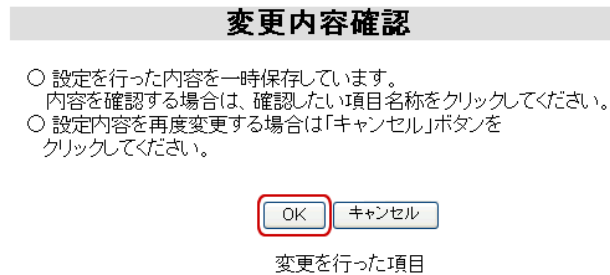 変更内容確認
○ 設定を行った内容を一時保存しています。
内容を確認する場合は、確認したい項目名称をクリックしてください。
○ 設定内容を再度変更する場合は「キャンセル」ボタンを
クリックしてください。
OK キャンセル
変更を行った項目